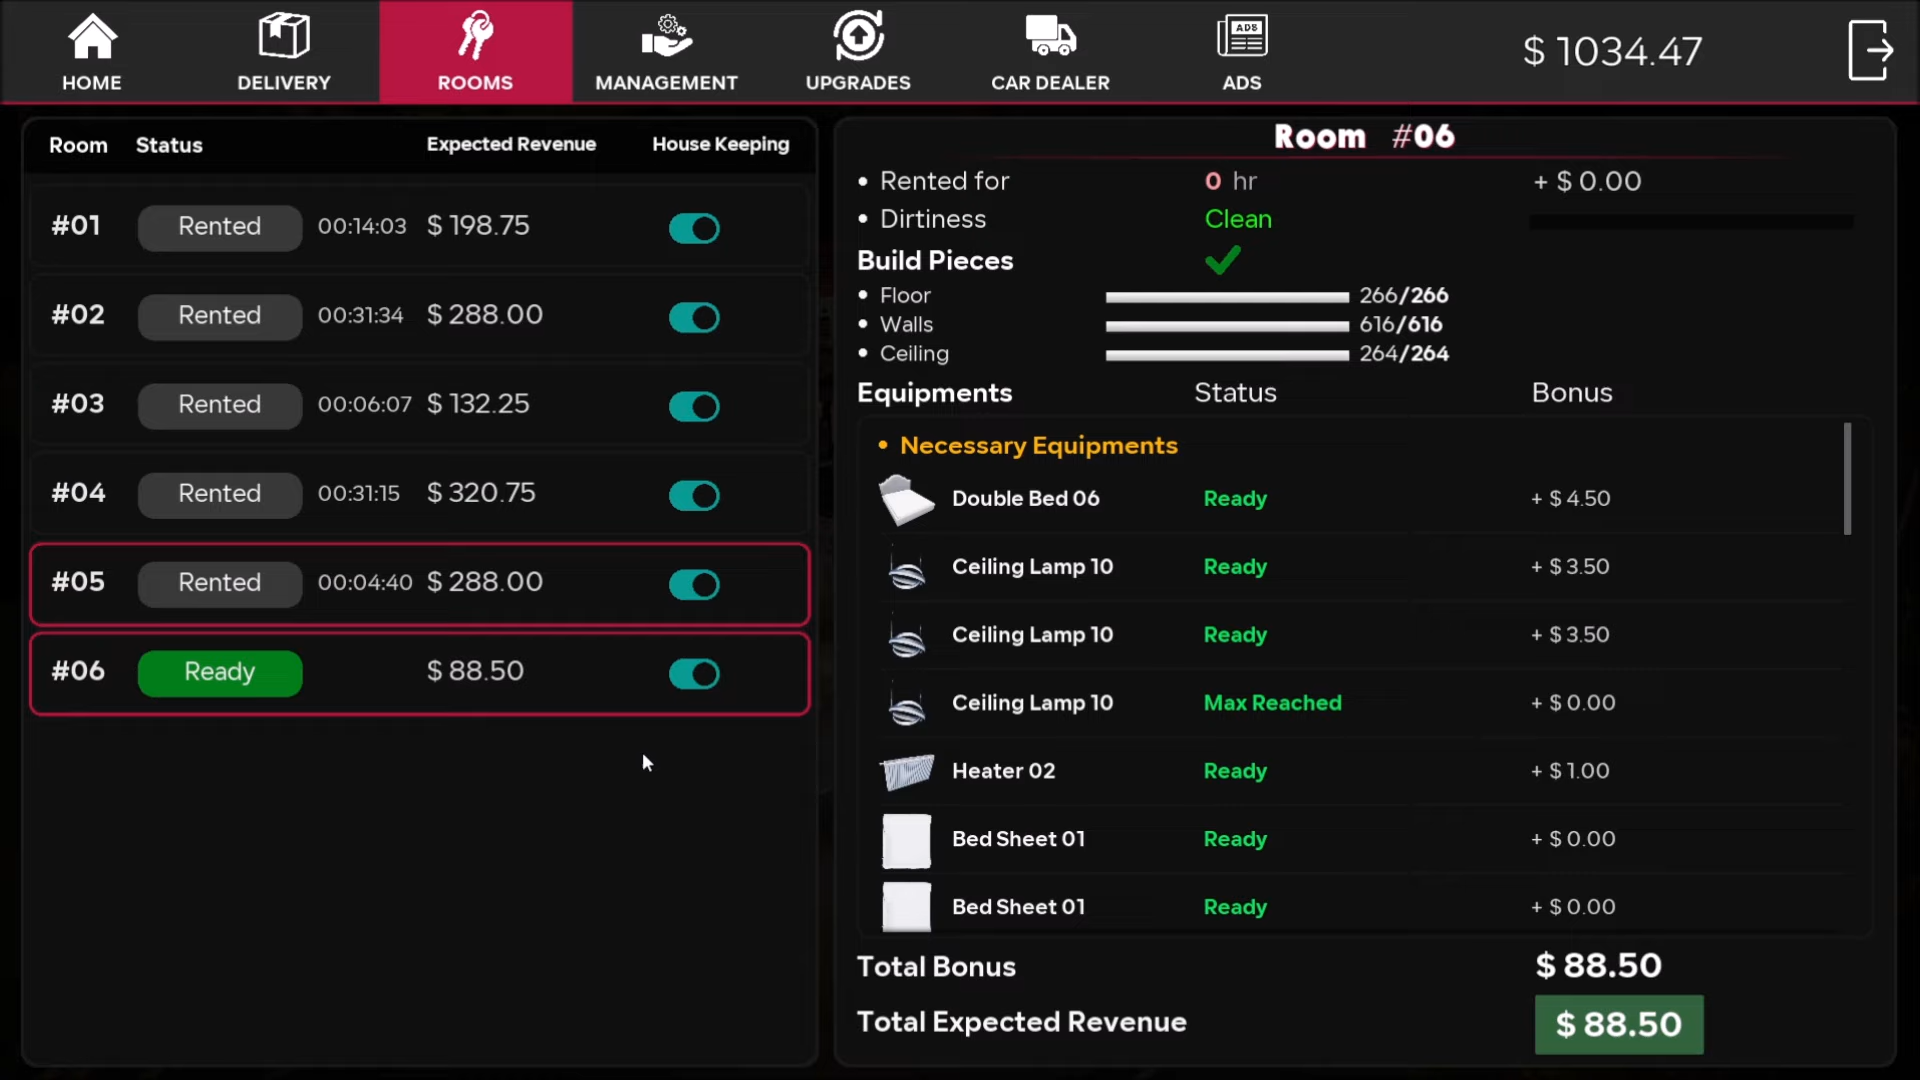 HOME
DELIVERY
ROOMS
MANAGEMENT
UPGRADES
CAR DEALER
ADS
ADS
$ 1034.47
Room Status Expected Revenue House Keeping
#01 Rented 00:14:03 $ 198.75
#02 Rented 00:31:34 $ 288.00
#03 Rented 00:06:07 $ 132.25
#04 Rented 00:31:15 $ 320.75
#05 Rented 00:04:40 $ 288.00
#06 Ready $ 88.50
Room #06
• Rented for 0 hr + $ 0.00
• Dirtiness Clean
Build Pieces
• Floor 266/266
• Walls 616/616
• Ceiling 264/264
Equipments Status Bonus
• Necessary Equipments
Double Bed 06 Ready + $ 4.50
Ceiling Lamp 10 Ready + $ 3.50
Ceiling Lamp 10 Ready + $ 3.50
Ceiling Lamp 10 Max Reached + $ 0.00
Heater 02 Ready + $ 1.00
Bed Sheet 01 Ready + $ 0.00
Bed Sheet 01 Ready + $ 0.00
Total Bonus $ 88.50
Total Expected Revenue $ 88.50